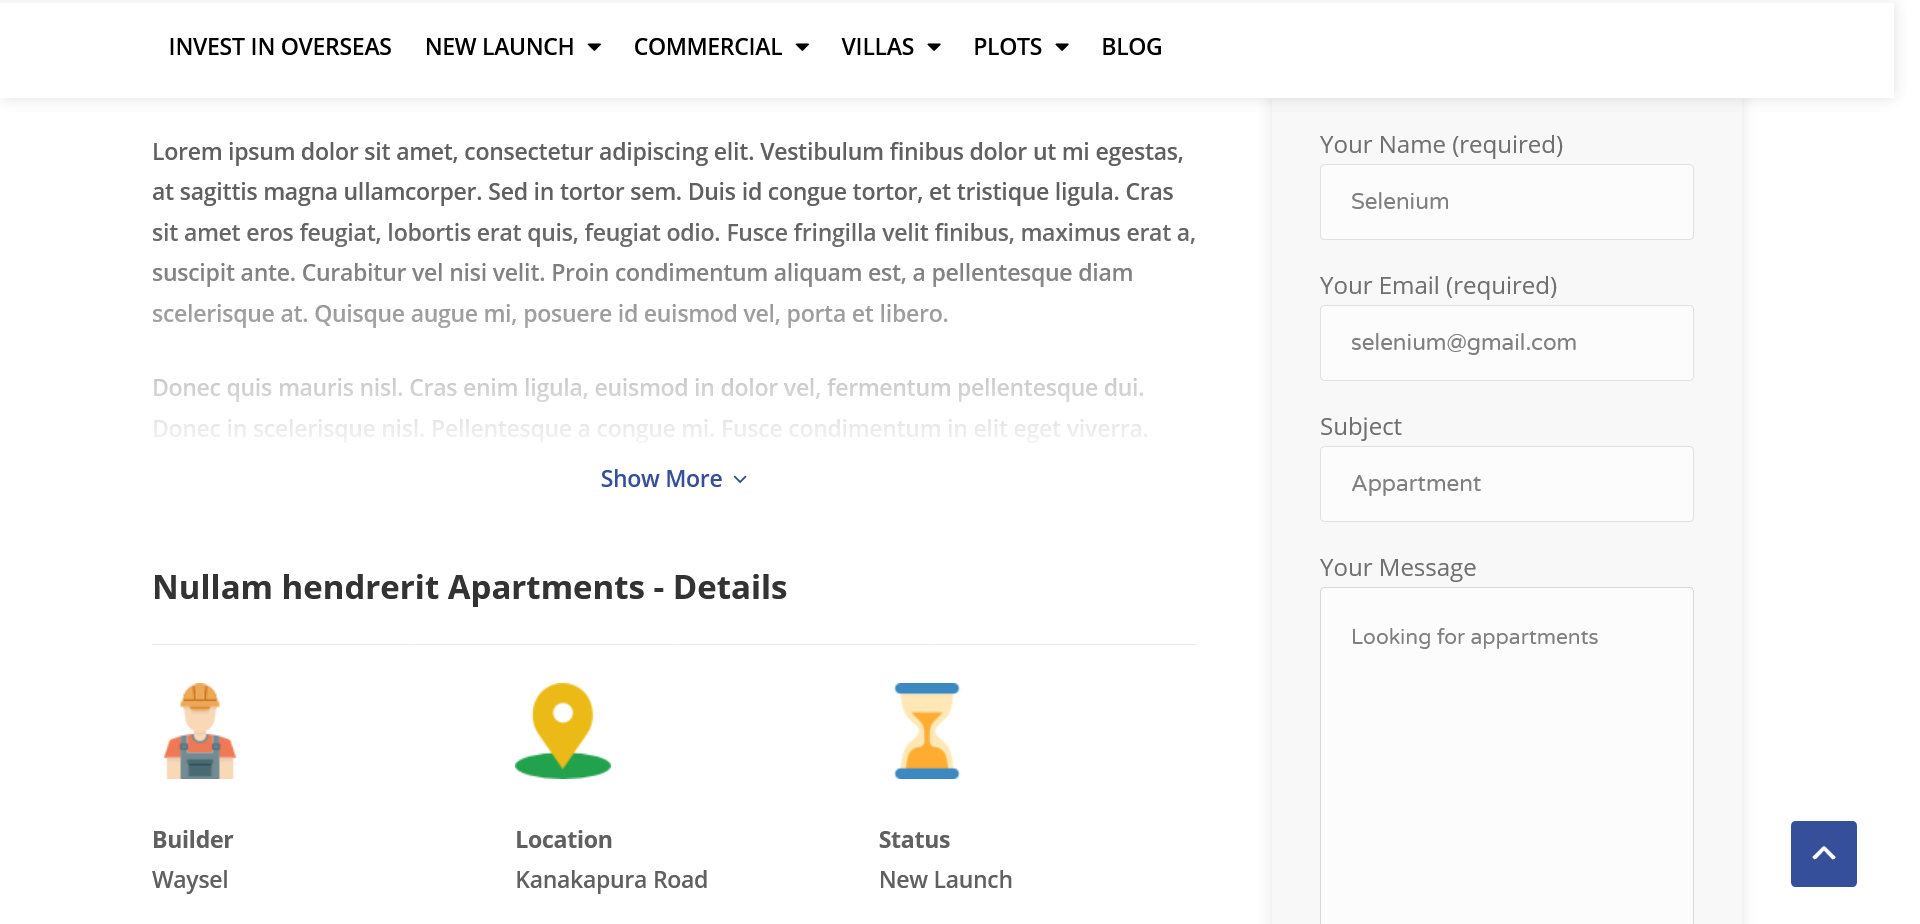 INVEST IN OVERSEAS NEW LAUNCH COMMERCIAL VILLAS PLOTS BLOG
Lorem ipsum dolor sit amet, consectetur adipiscing elit. Vestibulum finibus dolor ut mi egestas,
at sagittis magna ullamcorper. Sed in tortor sem. Duis id congue tortor, et tristique ligula. Cras
sit amet eros feugiat, lobortis erat quis, feugiat odio. Fusce fringilla velit finibus, maximus erat a,
suscipit ante. Curabitur vel nisi velit. Proin condimentum aliquam est, a pellentesque diam
scelerisque at. Quisque augue mi, posuere id euismod vel, porta et libero.
Donec quis mauris nisl. Cras enim ligula, euismod in dolor vel, fermentum pellentesque dui.
Donec in scelerisque nisl. Pellentesque a congue mi. Fusce condimentum in elit eget viverra.
Show More
Nullam hendrerit Apartments - Details
Builder
Waysel
Location
Kanakapura Road
Status
New Launch
Your Name (required)
Selenium
Your Email (required)
selenium@gmail.com
Subject
Appartment
Your Message
Looking for appartments